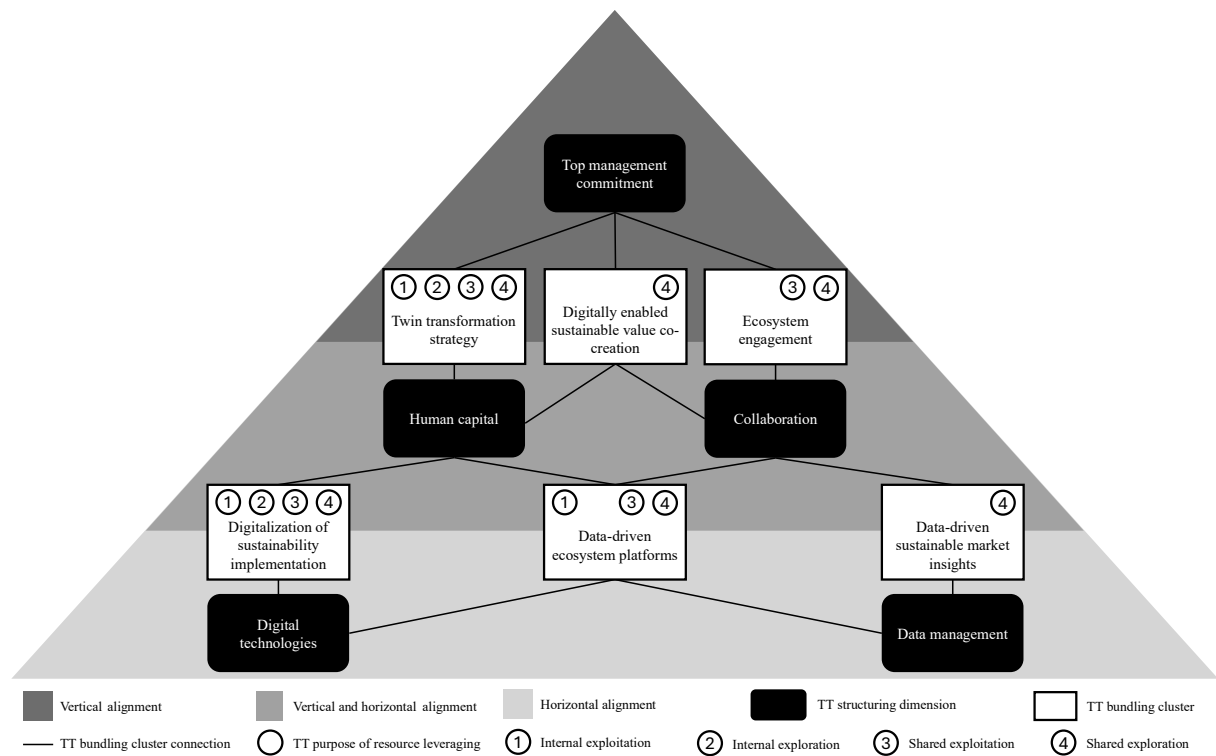 Top management
commitment
1 2 3 4
Twin transformation
strategy
4
Digitally enabled
sustainable value co-
creation
3 4
Ecosystem
engagement
Human capital
Collaboration
1 2 3 4
Digitalization of
sustainability
implementation
1 3 4
Data-driven
ecosystem platforms
4
Data-driven
sustainable market
insights
Digital
technologies
Data management
Vertical alignment
Vertical and horizontal alignment
Horizontal alignment
TT structuring dimension
TT bundling cluster
TT bundling cluster connection
TT purpose of resource leveraging
1 Internal exploitation
2 Internal exploration
3 Shared exploitation
4 Shared exploration